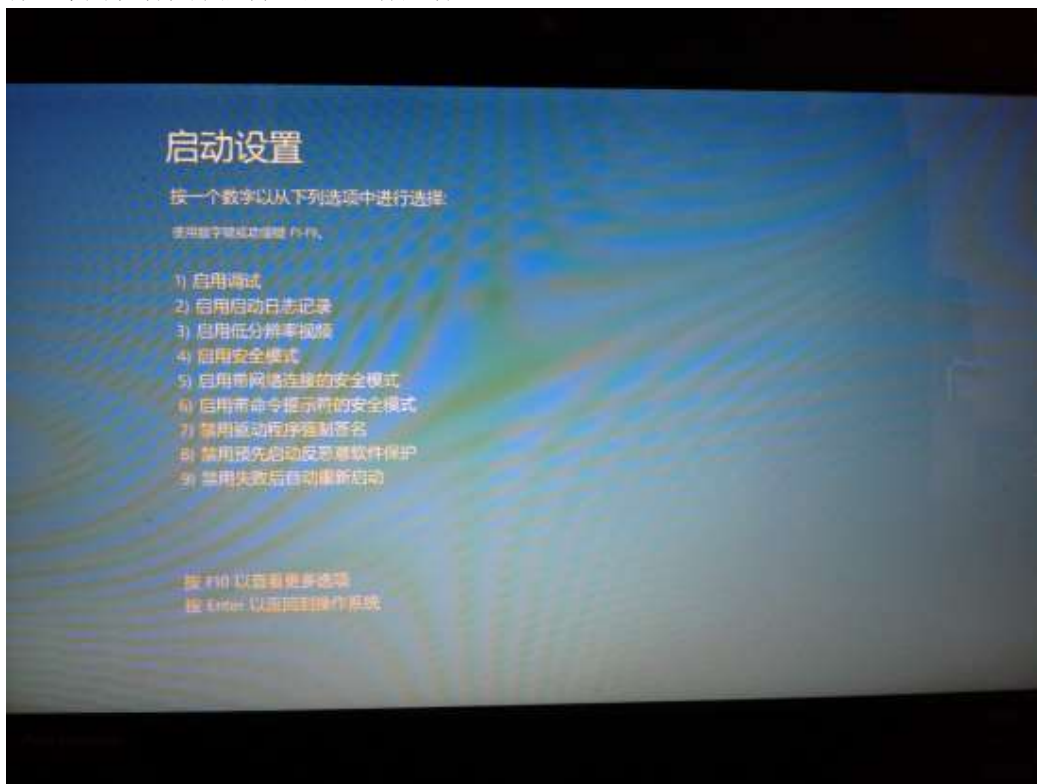 启动设置
按一个数字以从下列选项中进行选择:
使用数字键或功能键 F1-F9。
1) 启用调试
2) 启用启动日志记录
3) 启用低分辨率视频
4) 启用安全模式
5) 启用带网络连接的安全模式
6) 启用带命令提示符的安全模式
7) 禁用驱动程序强制签名
8) 禁用预先启动反恶意软件保护
9) 禁用失败后自动重新启动
按 F10 以查看更多选项
按 Enter 以返回到操作系统